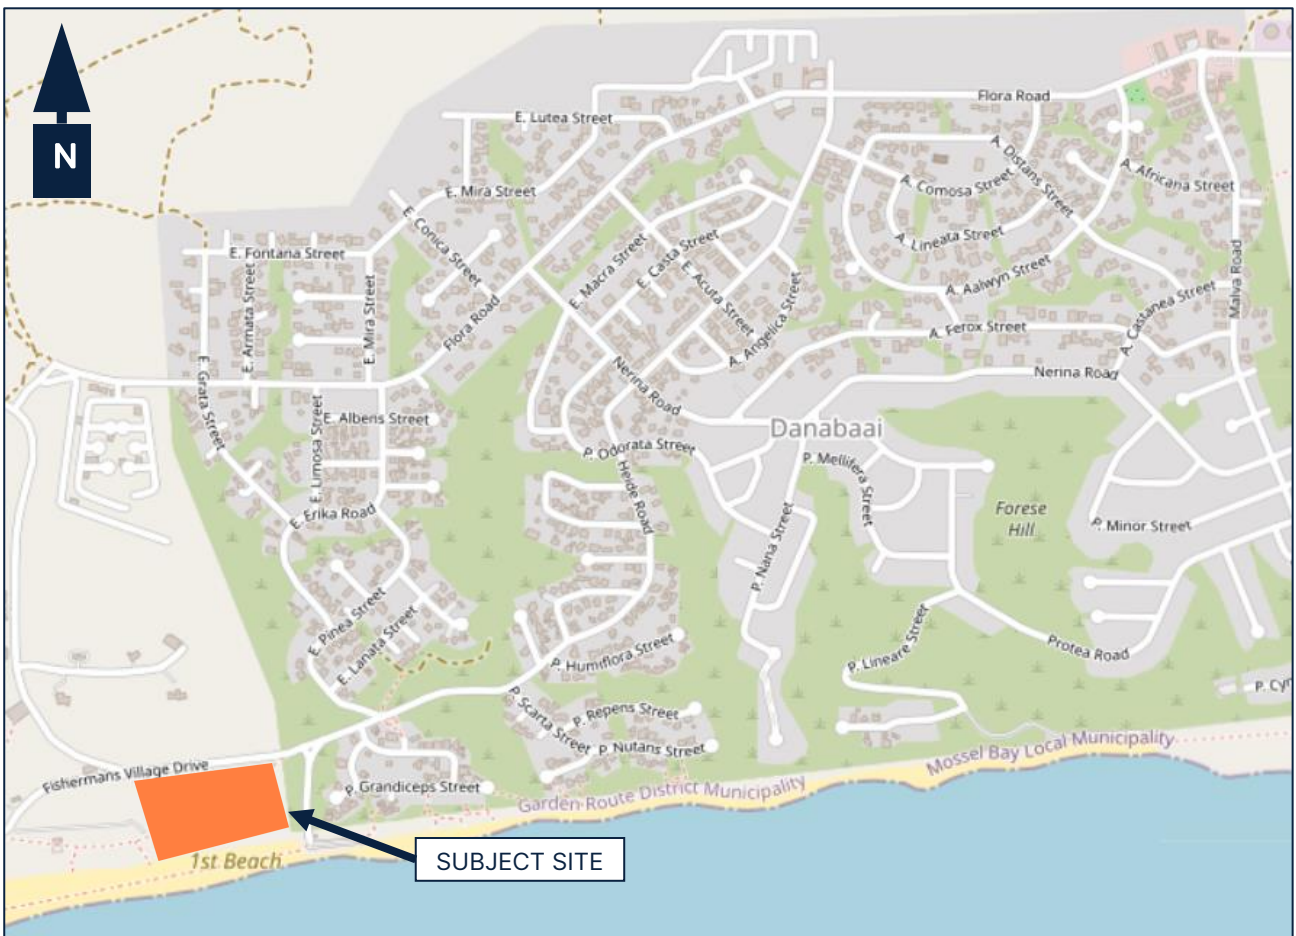 N
Flora Road
E. Lutea Street
A. Distans Street
A. Africana Street
E. Mira Street
A. Comosa Street
E. Conica Street
A. Lineata Street
E. Macra Street
E. Casta Street
E. Fontana Street
E. Acuta Street
A. Aalwyn Street
Malva Road
E. Armata Street
E. Mira Street
Flora Road
A. Angelica Street
A. Castanea Street
A. Ferox Street
E. Grata Street
Nerina Road
Nerina Road
E. Albens Street
E. Limosa Street
Danabaai
P. Odorata Street
P. Mellifera Street
Heide Road
E. Erika Road
P. Nana Street
Forese
Hill
P. Minor Street
E. Pinea Street
E. Lanata Street
P. Humiflora Street
P. Lineare Street
Protea Road
P. Cyn
P. Scarta Street
P. Repens Street
P. Nutans Street
Mossel Bay Local Municipality
Fishermans Village Drive
P. Grandiceps Street
Garden Route District Municipality
1st Beach
SUBJECT SITE